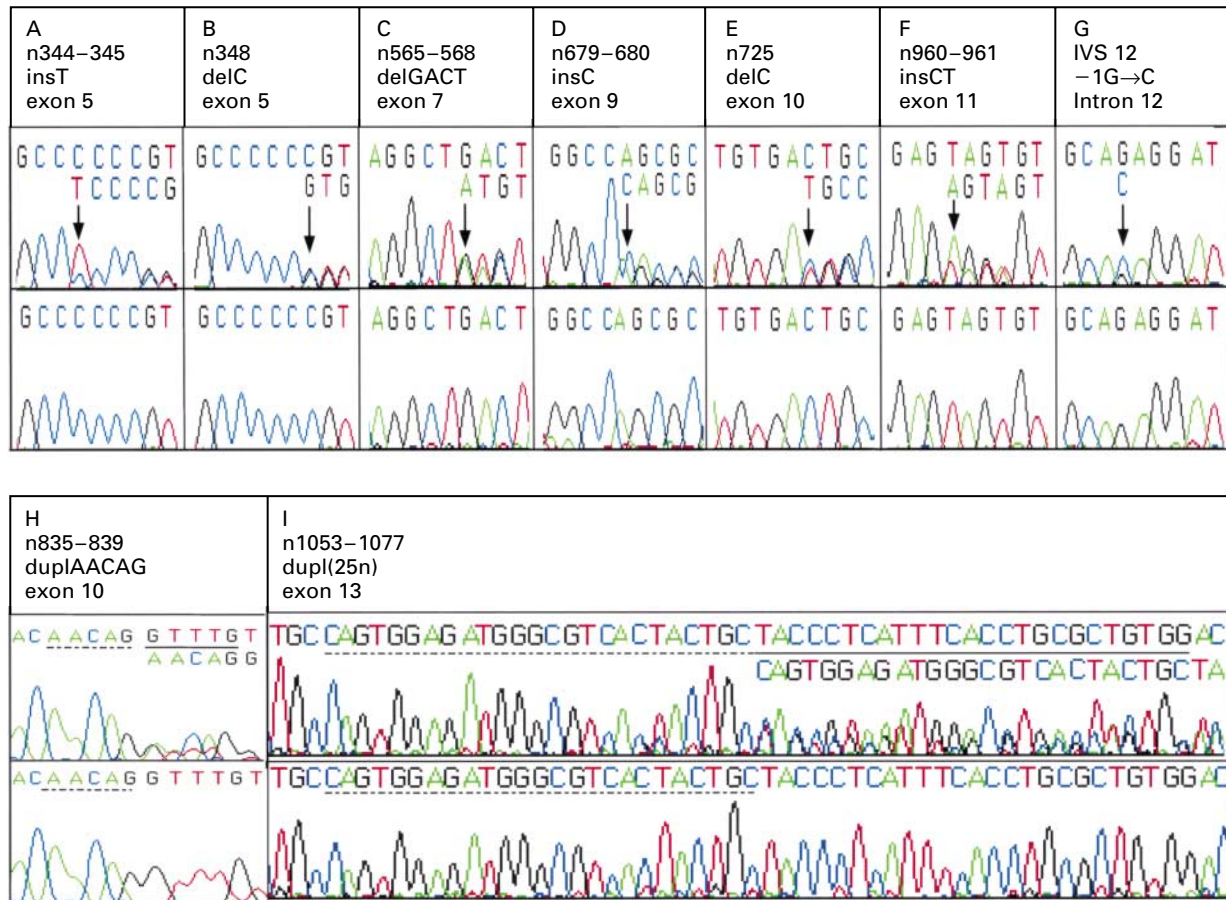 A
n344–345
insT
exon 5
B
n348
delC
exon 5
C
n565–568
delGACT
exon 7
D
n679–680
insC
exon 9
E
n725
delC
exon 10
F
n960–961
insCT
exon 11
G
IVS 12
−1G→C
Intron 12
GCCCCCCGT
TCCCCG
GCCCCCCGT
GTG
AGGCTGACT
ATGT
GGCCAGCGC
CAGCG
TGTGACTGC
TGCC
GAGTAGTGT
AGTAGT
GCAGAGGAT
C
GCCCCCCGT
GCCCCCCGT
AGGCTGACT
GGCCAGCGC
TGTGACTGC
GAGTAGTGT
GCAGAGGAT
H
n835–839
duplAACAG
exon 10
I
n1053–1077
dupl(25n)
exon 13
ACAACAG GTTTGT
AACAGG
TGCCAGTGGAGATGGGCGTCACTACTGCTACCCTCATTTCACCTGCGCTGTGGAC
CAGTGGAGATGGGCGTCACTACTGCTA
ACAACAGGTTTGT
TGCCAGTGGAGATGGGCGTCACTACTGCTACCCTCATTTCACCTGCGCTGTGGAC